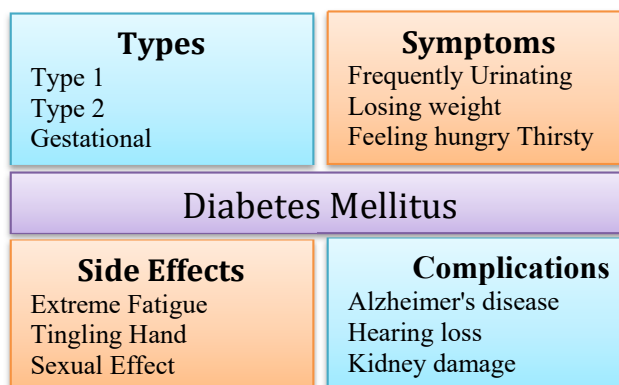 Types
Type 1
Type 2
Gestational
Symptoms
Frequently Urinating
Losing weight
Feeling hungry Thirsty
Diabetes Mellitus
Side Effects
Extreme Fatigue
Tingling Hand
Sexual Effect
Complications
Alzheimer's disease
Hearing loss
Kidney damage